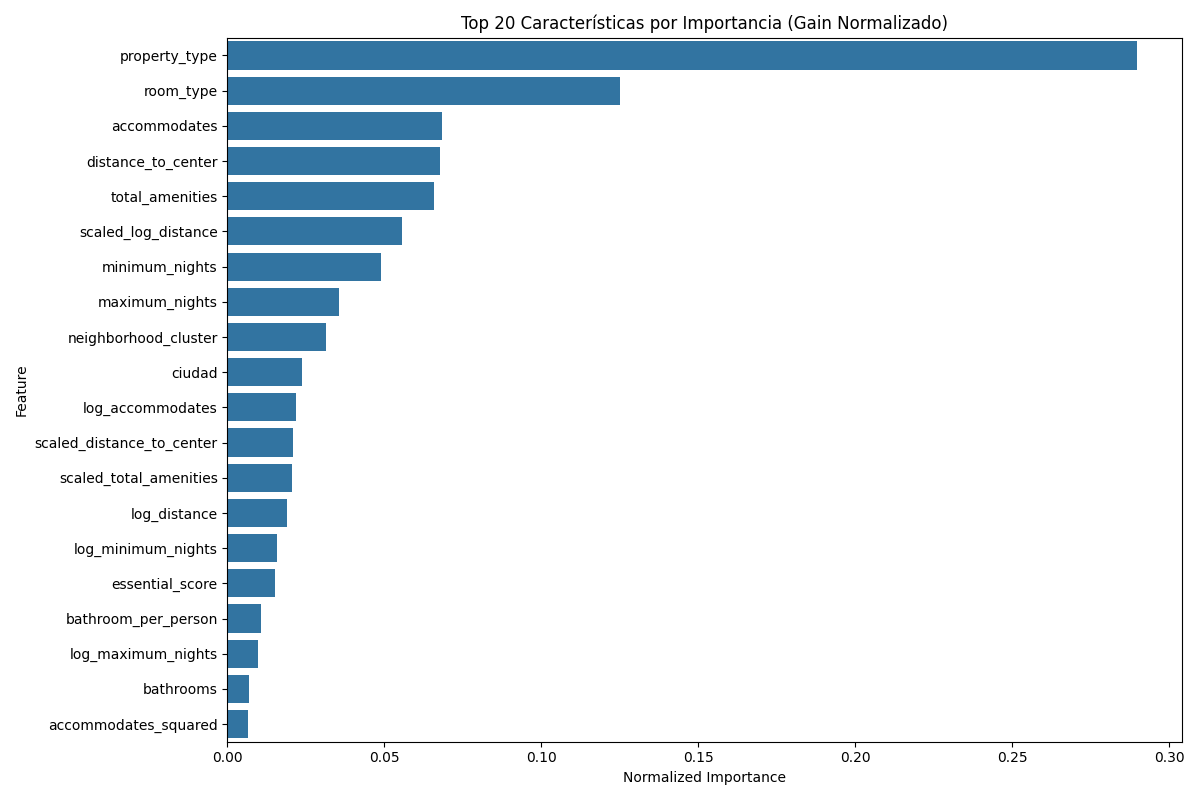 Top 20 Características por Importancia (Gain Normalizado)
property_type
room_type
accommodates
distance_to_center
total_amenities
scaled_log_distance
minimum_nights
maximum_nights
neighborhood_cluster
ciudad
log_accommodates
scaled_distance_to_center
scaled_total_amenities
log_distance
log_minimum_nights
essential_score
bathroom_per_person
log_maximum_nights
bathrooms
accommodates_squared
Feature
0.00 0.05 0.10 0.15 0.20 0.25 0.30
Normalized Importance